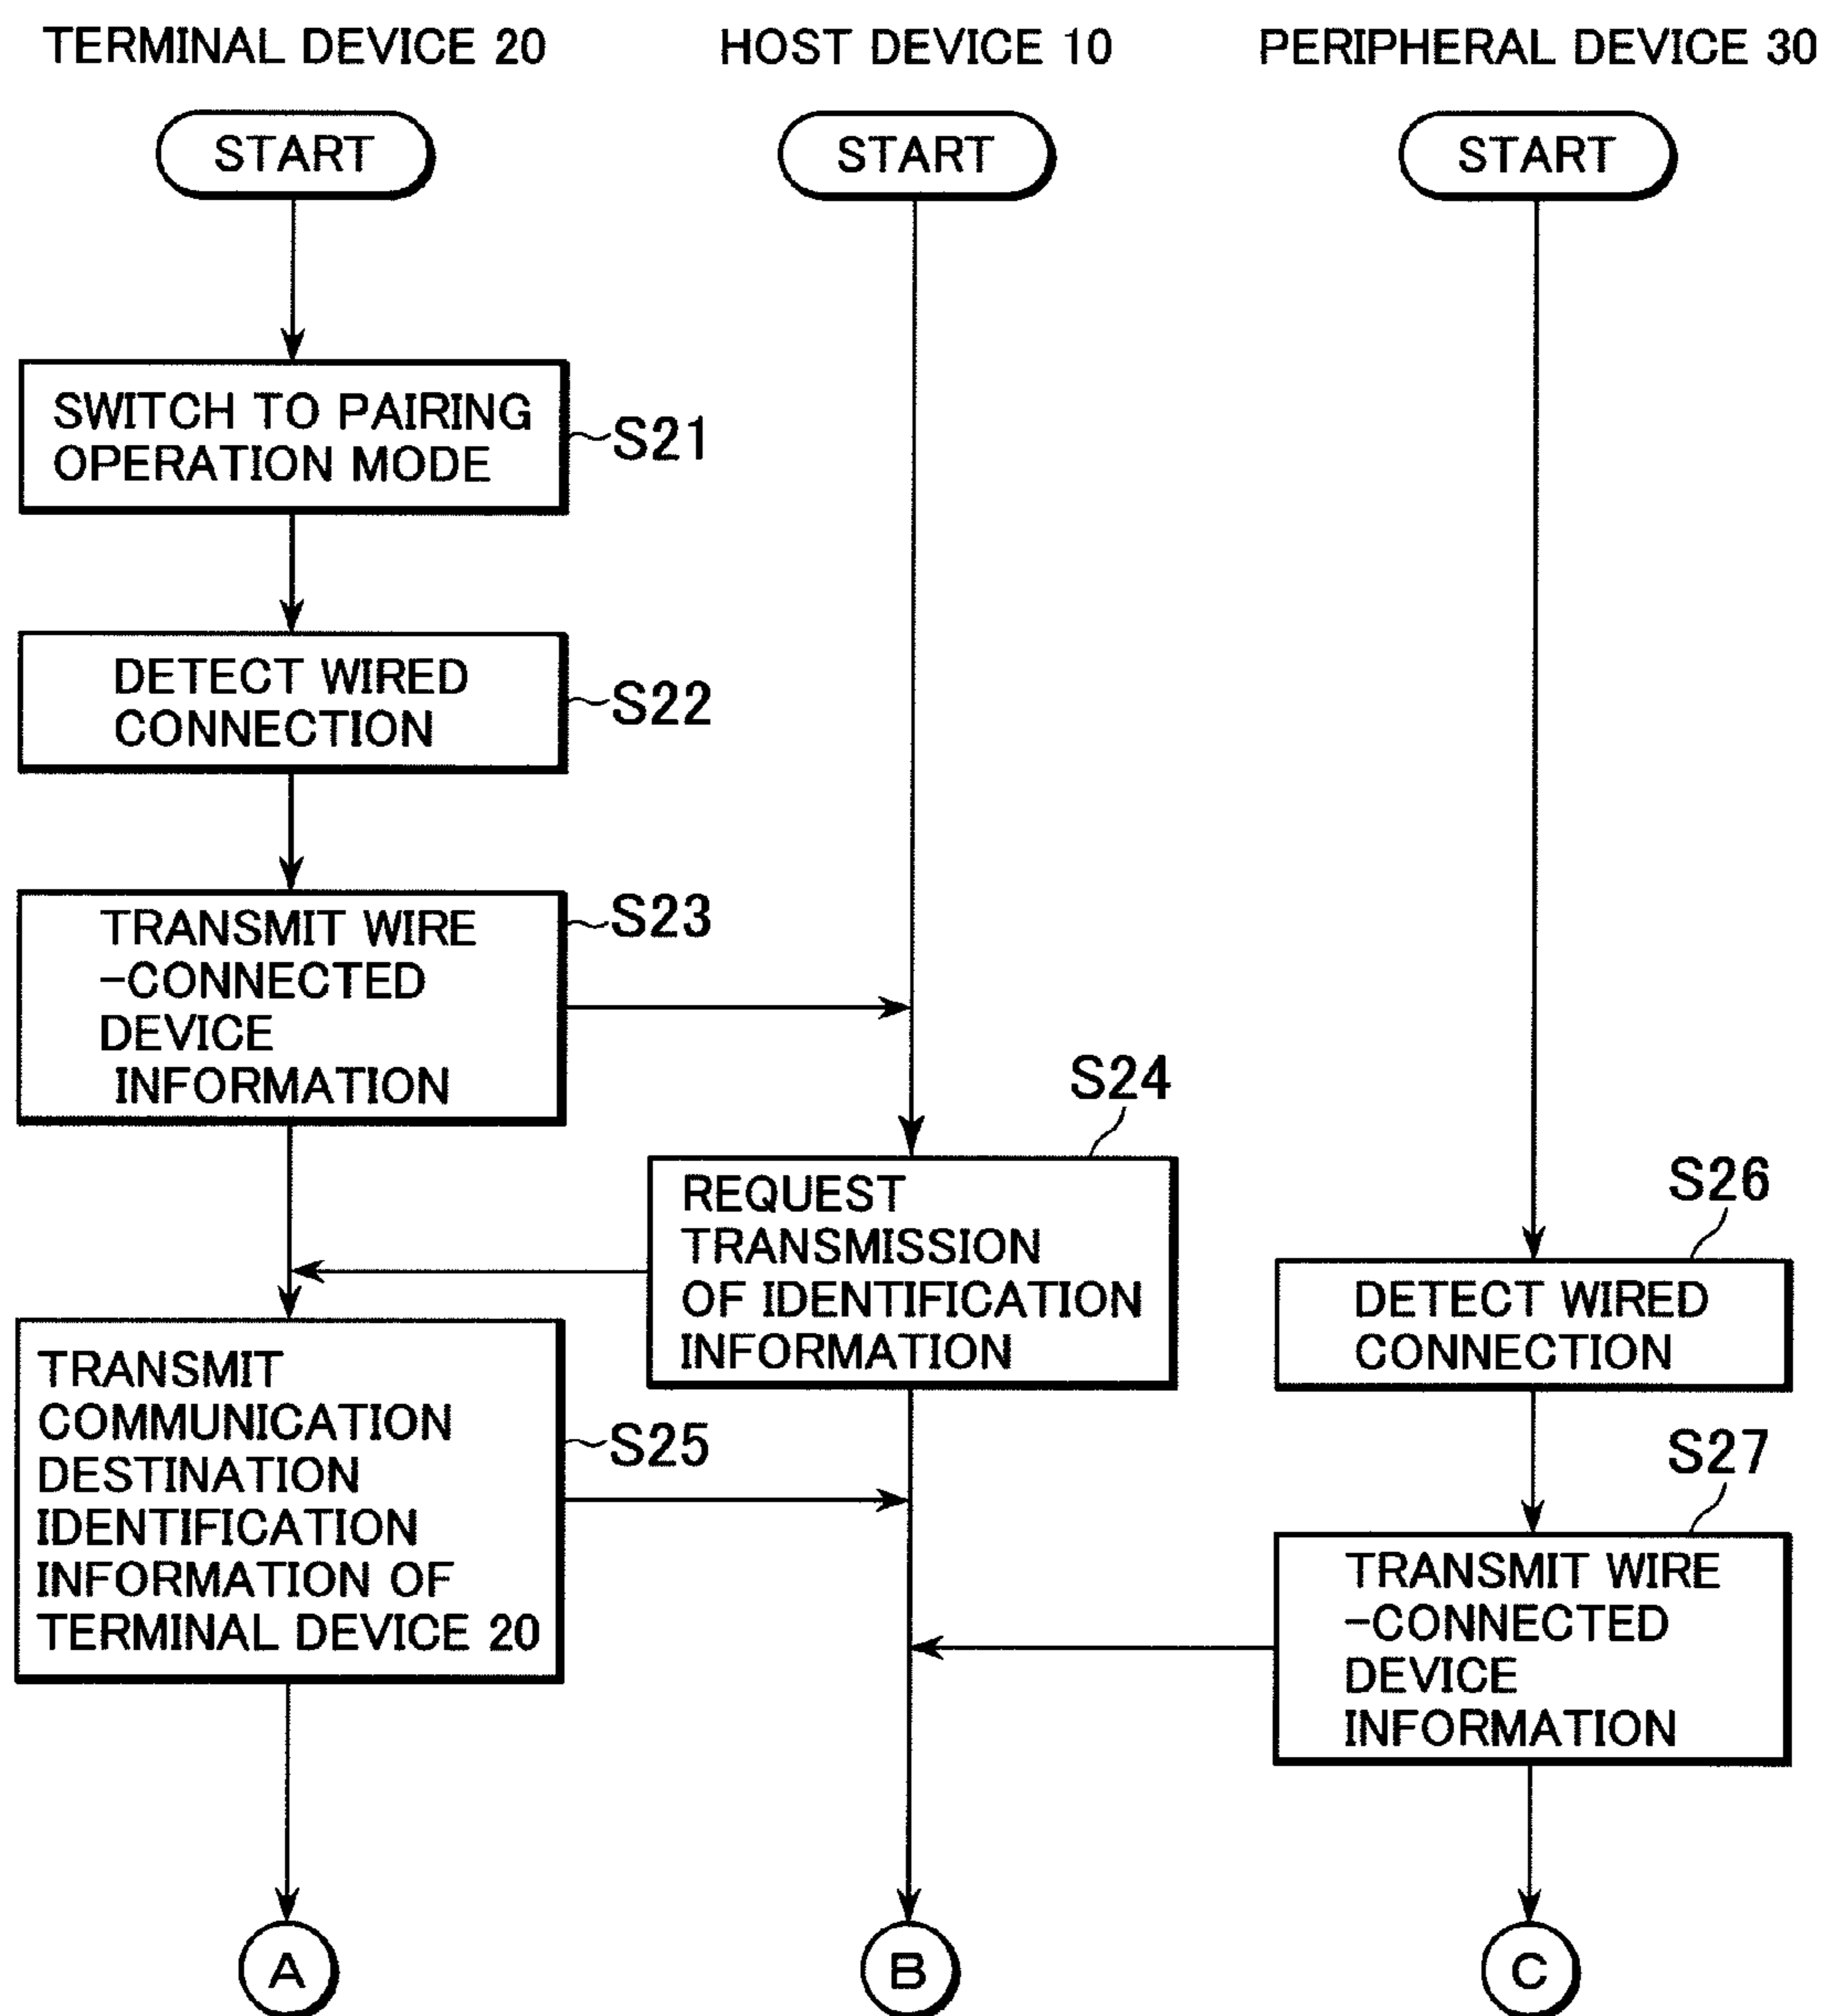 TERMINAL DEVICE 20
HOST DEVICE 10
PERIPHERAL DEVICE 30
START
START
START
SWITCH TO PAIRING
OPERATION MODE
S21
DETECT WIRED
CONNECTION
S22
TRANSMIT WIRE
-CONNECTED
DEVICE
INFORMATION
S23
S24
REQUEST
TRANSMISSION
OF IDENTIFICATION
INFORMATION
TRANSMIT
COMMUNICATION
DESTINATION
IDENTIFICATION
INFORMATION OF
TERMINAL DEVICE 20
S25
S26
DETECT WIRED
CONNECTION
S27
TRANSMIT WIRE
-CONNECTED
DEVICE
INFORMATION
A
B
C